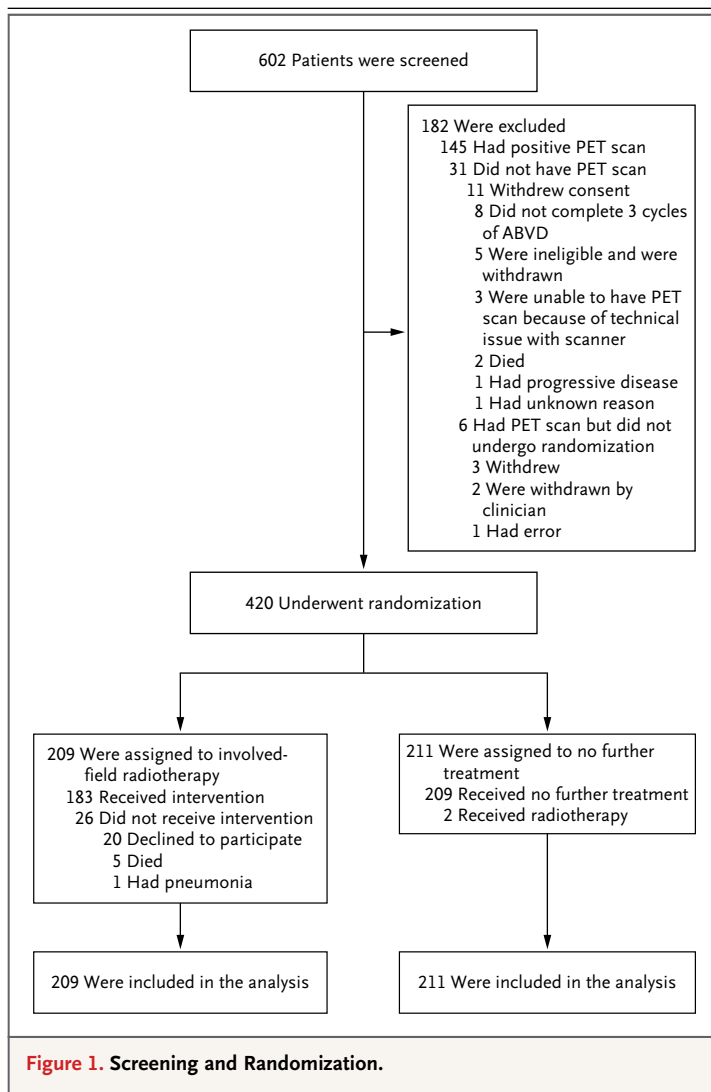 602 Patients were screened
182 Were excluded
145 Had positive PET scan
31 Did not have PET scan
11 Withdrew consent
8 Did not complete 3 cycles
of ABVD
5 Were ineligible and were
withdrawn
3 Were unable to have PET
scan because of technical
issue with scanner
2 Died
1 Had progressive disease
1 Had unknown reason
6 Had PET scan but did not
undergo randomization
3 Withdrew
2 Were withdrawn by
clinician
1 Had error
420 Underwent randomization
209 Were assigned to involved-
field radiotherapy
183 Received intervention
26 Did not receive intervention
20 Declined to participate
5 Died
1 Had pneumonia
211 Were assigned to no further
treatment
209 Received no further treatment
2 Received radiotherapy
209 Were included in the analysis
211 Were included in the analysis
Figure 1. Screening and Randomization.